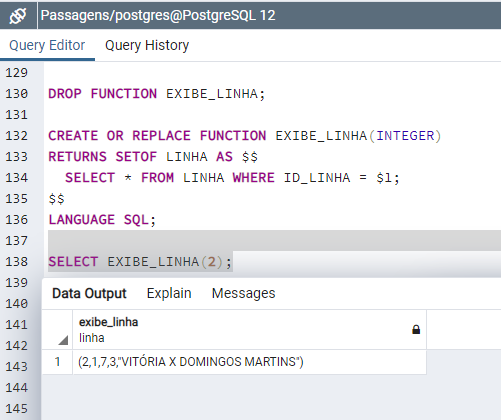 Passagens/postgres@PostgreSQL 12
Query Editor Query History
129
130 DROP FUNCTION EXIBE_LINHA;
131
132 CREATE OR REPLACE FUNCTION EXIBE_LINHA(INTEGER)
133 RETURNS SETOF LINHA AS $$
134 SELECT * FROM LINHA WHERE ID_LINHA = $1;
135 $$
136 LANGUAGE SQL;
137
138 SELECT EXIBE_LINHA(2);
139
140 Data Output Explain Messages
141 exibe_linha
142 linha
143 1 (2,1,7,3,"VITÓRIA X DOMINGOS MARTINS")
144
145